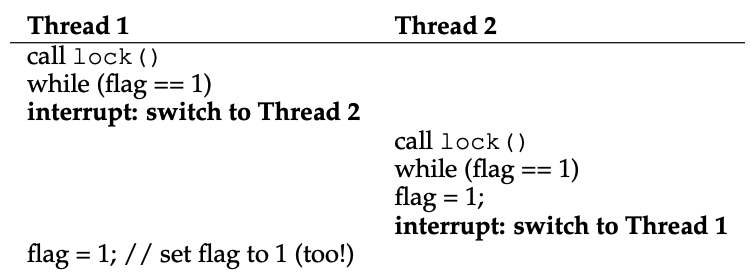 Thread 1 Thread 2
call lock()
while (flag == 1)
interrupt: switch to Thread 2
call lock()
while (flag == 1)
flag = 1;
interrupt: switch to Thread 1
flag = 1; // set flag to 1 (too!)